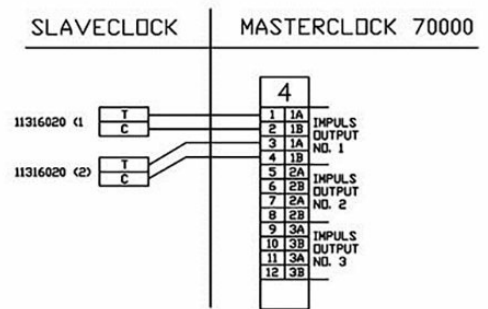 SLAVECLOCK
MASTERCLOCK 70000
4
11316020 (1
T
C
11316020 (2)
T
C
1 1A
2 1B
3 1A
4 1B
5 2A
6 2B
7 2A
8 2B
9 3A
10 3B
11 3A
12 3B
IMPULS
OUTPUT
NO. 1
IMPULS
OUTPUT
NO. 2
IMPULS
OUTPUT
NO. 3